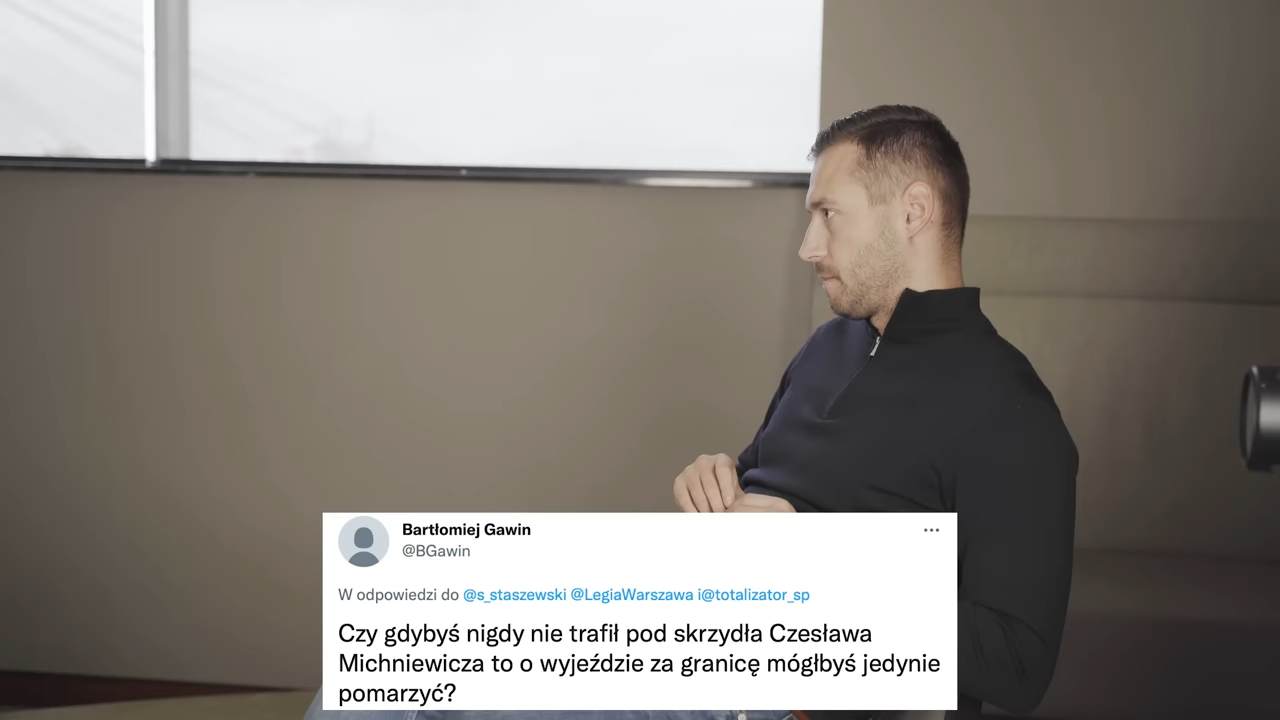 Bartłomiej Gawin
@BGawin
W odpowiedzi do @s_staszewski @LegiaWarszawa i@totalizator_sp
Czy gdybyś nigdy nie trafił pod skrzydła Czesława
Michniewicza to o wyjeździe za granicę mógłbyś jedynie
pomarzyć?